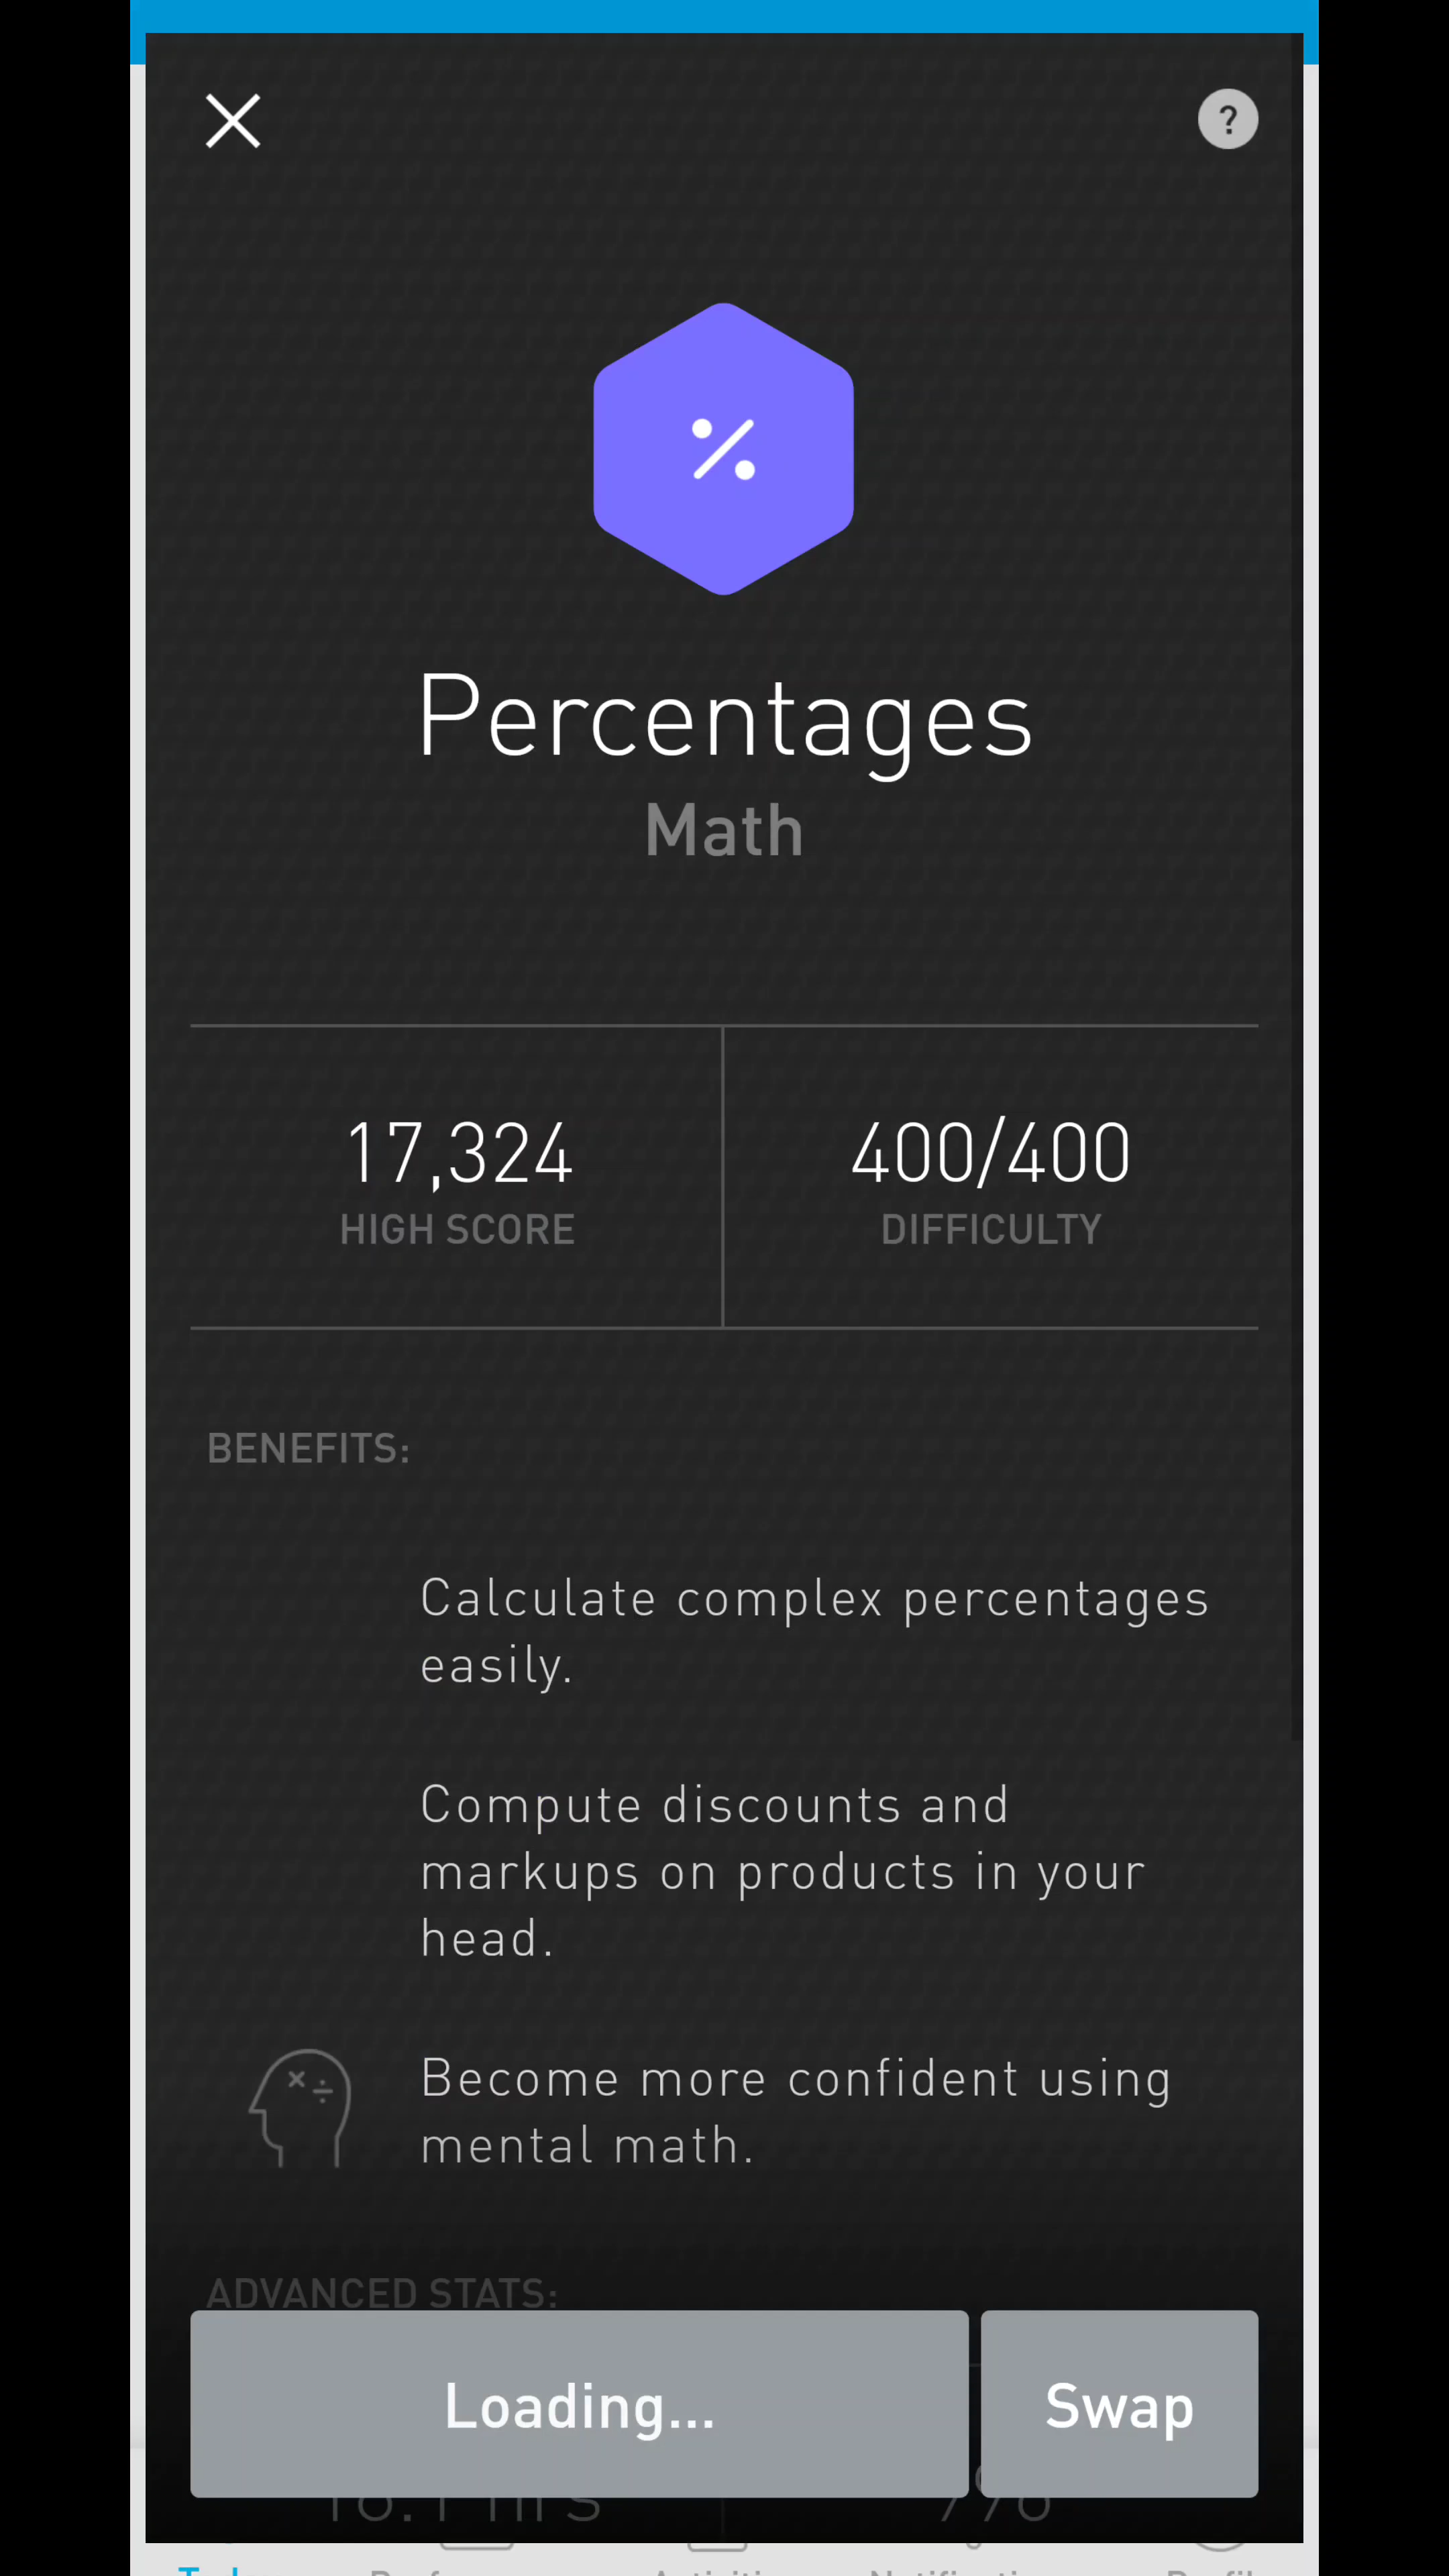 ?
%
Percentages
Math
17,324
400/400
HIGH SCORE
DIFFICULTY
BENEFITS:
Calculate complex percentages
easily.
Compute discounts and
markups on products in your
head.
Become more confident using
mental math.
ADVANCED STATS:
Loading...
Swap